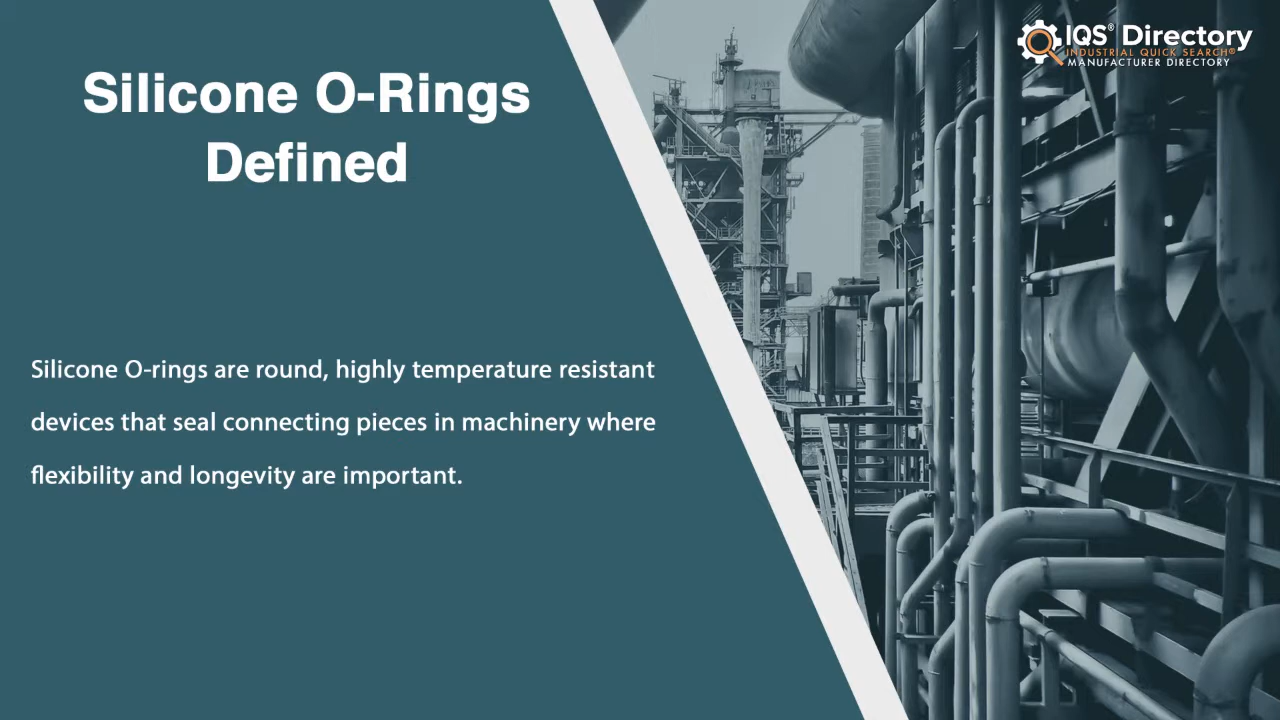 Silicone O-Rings
Defined
Silicone O-rings are round, highly temperature resistant
devices that seal connecting pieces in machinery where
flexibility and longevity are important.
IQS® Directory
INDUSTRIAL QUICK SEARCH®
MANUFACTURER DIRECTORY